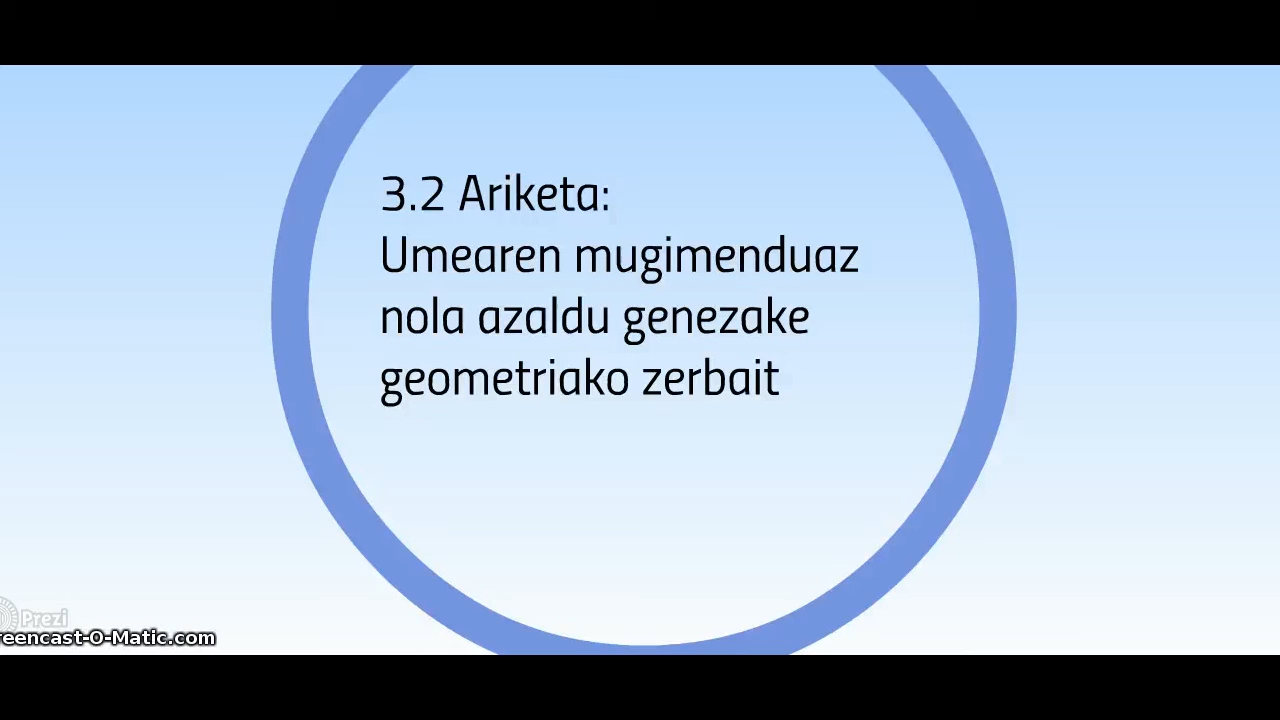 3.2 Ariketa:
Umearen mugimenduaz
nola azaldu genezake
geometriako zerbait
Prezi
reencast-O-Matic.com